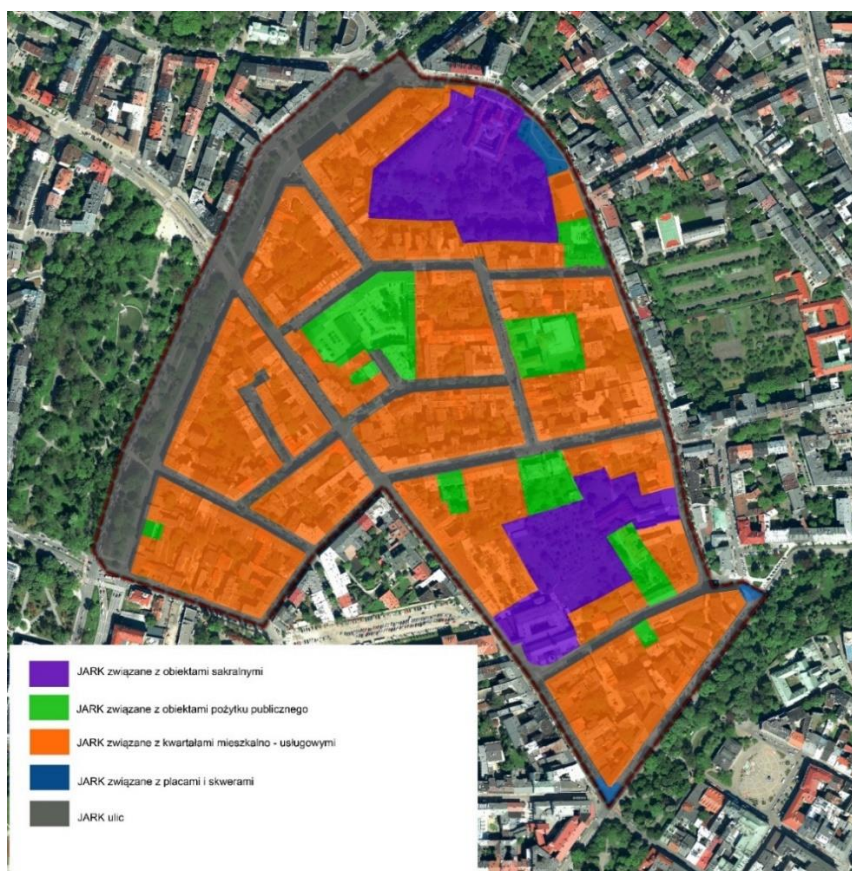 JARK związane z obiektami sakralnymi
JARK związane z obiektami pożytku publicznego
JARK związane z kwartałami mieszkalno - usługowymi
JARK związane z placami i skwerami
JARK ulic